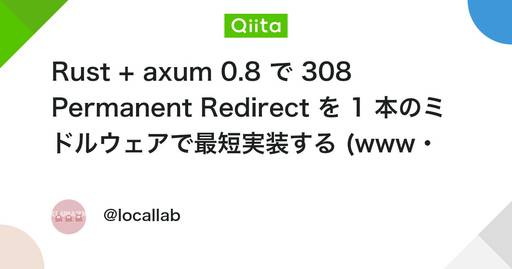 Qiita
Rust + axum 0.8 で 308
Permanent Redirect を 1 本のミ
ドルウェアで最短実装する (www・
@locallab